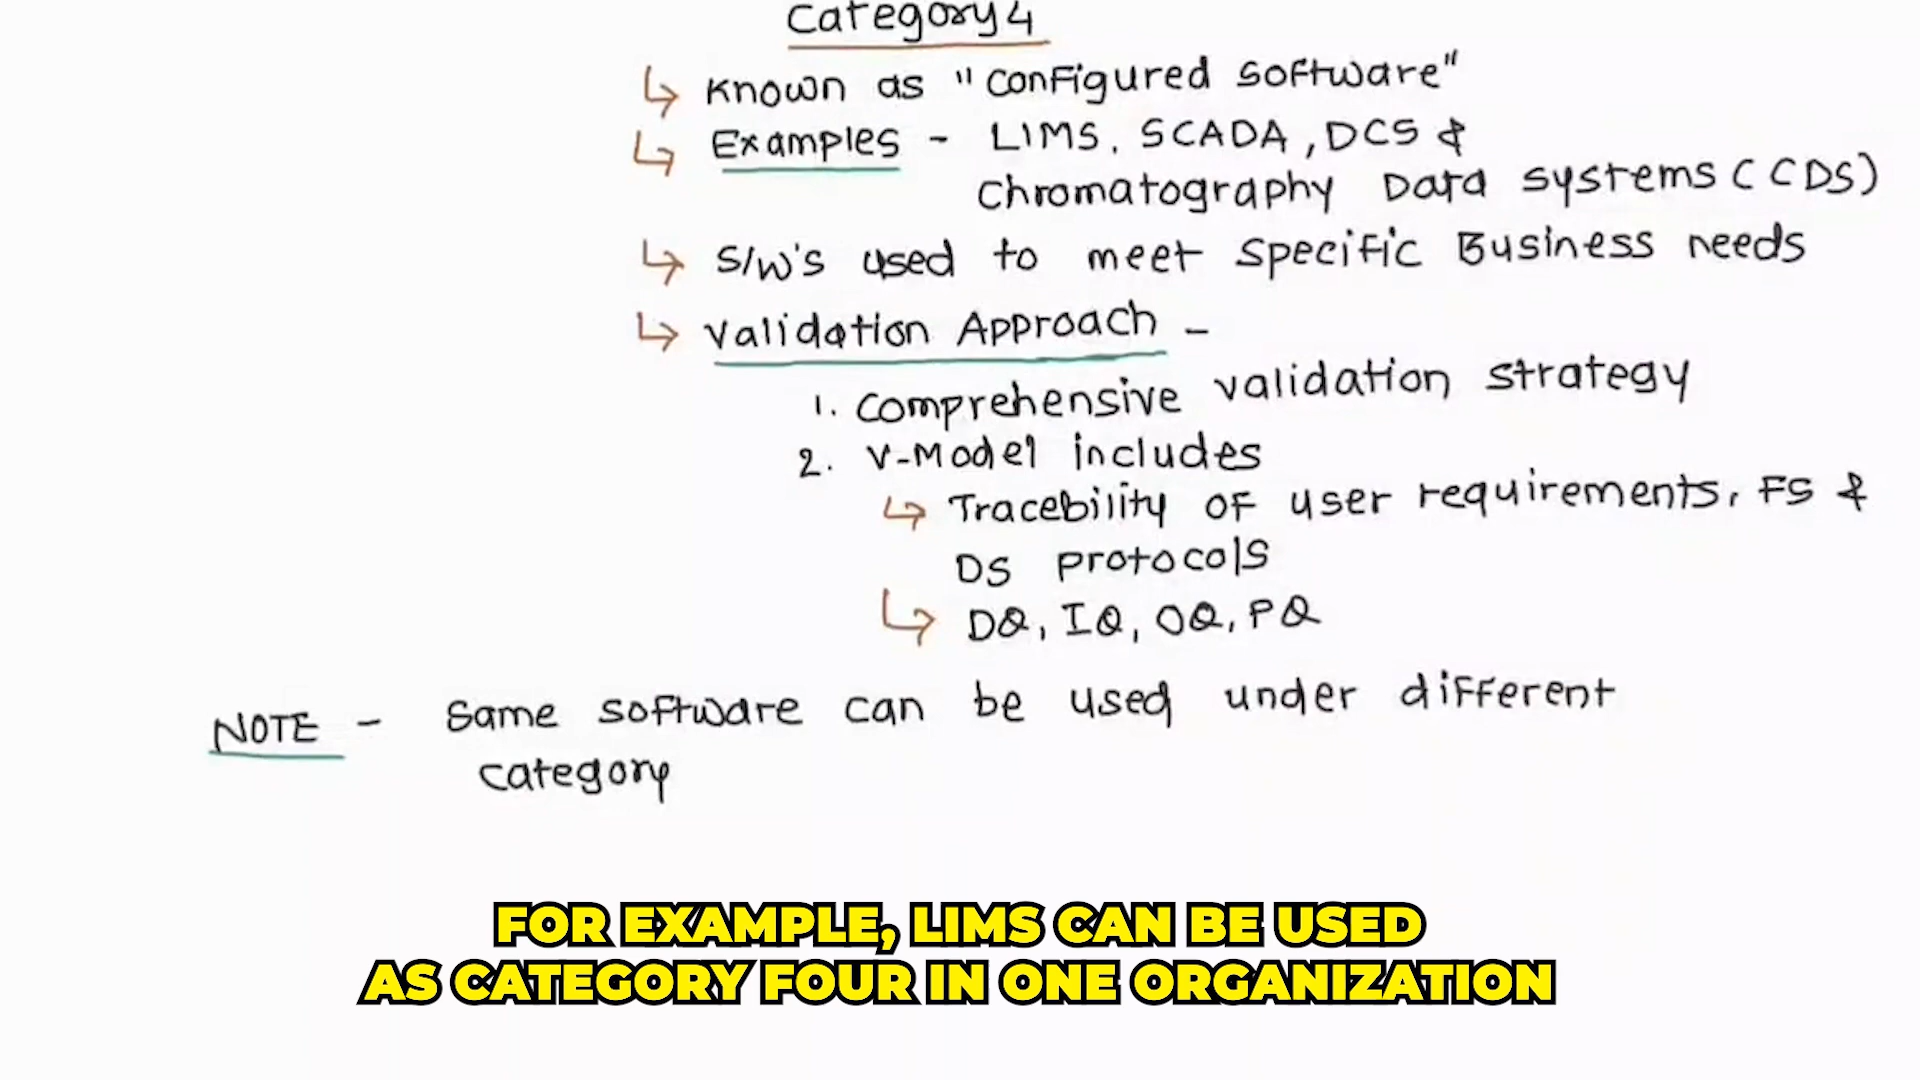 Category 4
↳ Known as "Configured Software"
↳ Examples - LIMS, SCADA, DCS &
Chromatography Data systems (CDS)
↳ S/W's used to meet specific Business needs
↳ Validation Approach -
1. Comprehensive validation strategy
2. V-Model includes
↳ Tracebility of user requirements, FS &
DS protocols
↳ DQ, IQ, OQ, PQ
NOTE - Same software can be used under different
category
FOR EXAMPLE, LIMS CAN BE USED
AS CATEGORY FOUR IN ONE ORGANIZATION